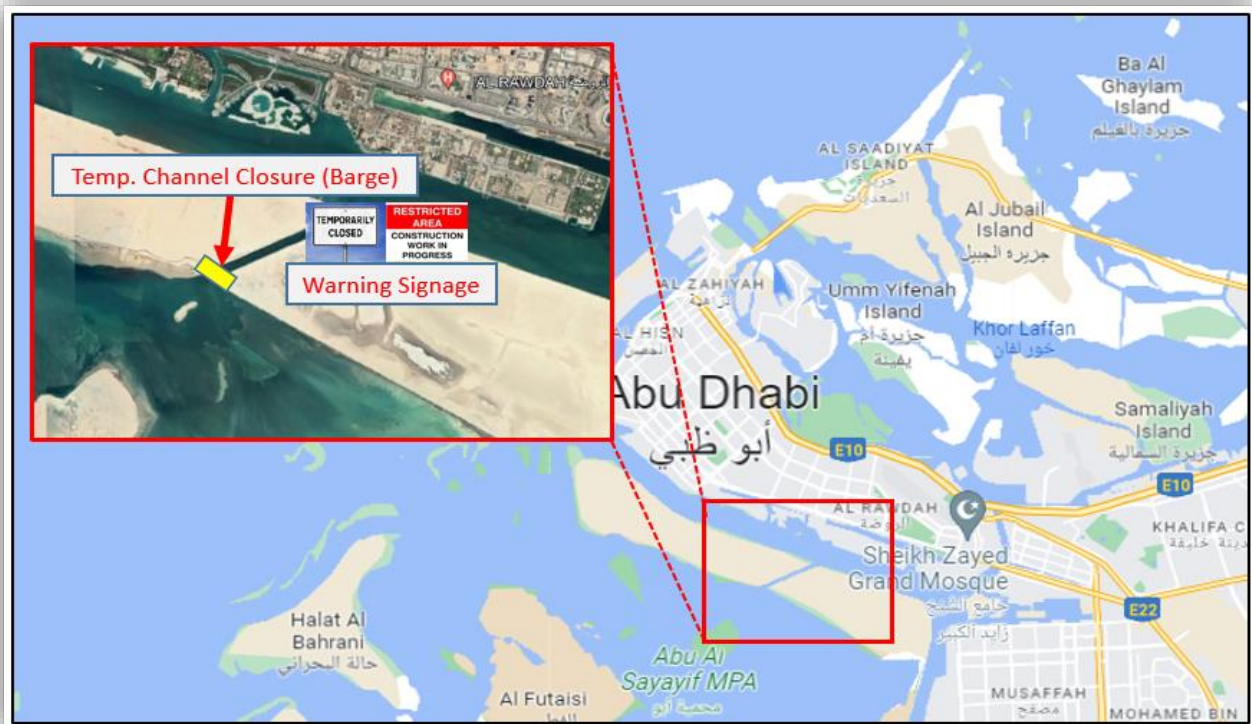 AL RAWDAH
Temp. Channel Closure (Barge)
TEMPORARILY
CLOSED
RESTRICTED
AREA
CONSTRUCTION
WORK IN
PROGRESS
Warning Signage
Ba Al
Ghaylam
Island
جزيرة بالغيلم
AL SAADIYAT
ISLAND
جزيرة
السعديات
Al Jubail
Island
جزيرة الجبيل
AL ZAHIYAH
الزاهية
Umm Yifenah
Island
جزيرة أم
يفينة
Khor Laffan
خور لفان
AL HISN
الحصن
Abu Dhabi
أبو ظبي
Samaliyah
Island
جزيرة السمالية
E10
E10
AL RAWDAH
الروضة
KHALIFA C
مدينة خليفة
Sheikh Zayed
Grand Mosque
جامع الشيخ
زايد الكبير
E22
Halat Al
Bahrani
حالة البحراني
Abu Al
Sayayif MPA
محمية أبو
Al Futaisi
MUSAFFAH
مصفح
MOHAMED BIN